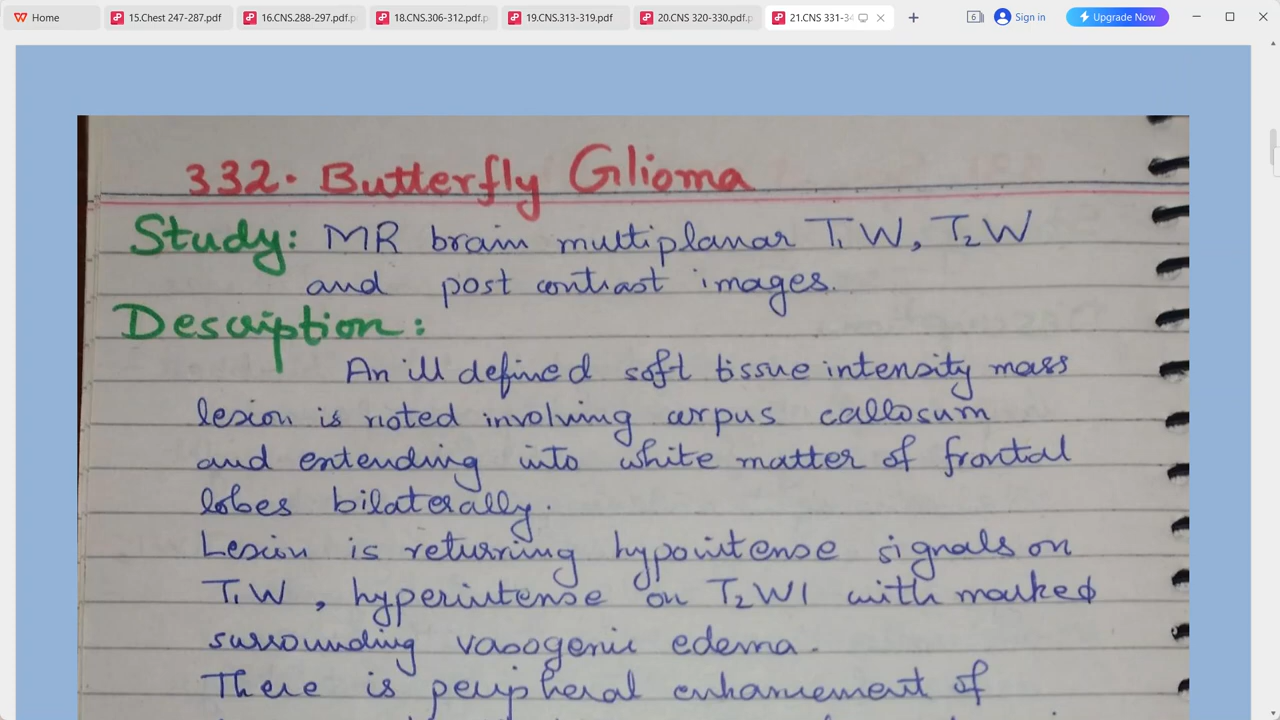 Home
15.Chest 247-287.pdf
16.CNS.288-297.pdf.p
18.CNS306-312.pdf.p
19.CNS.313-319.pdf
20.CNS 320-330.pdf.p
21.CNS 331-3
6
Sign in
Upgrade Now
332. Butterfly Glioma
Study: MR brain multiplanar T₁W, T₂W
and post contrast images.
Description:
An ill defined soft tissue intensity mass
lesion is noted involving corpus callosum
and extending into white matter of frontal
lobes bilaterally.
Lesion is returning hypointense signals on
T₁W, hyperintense on T₂WI with marked
surrounding vasogenic edema.
There is peripheral enhancement of